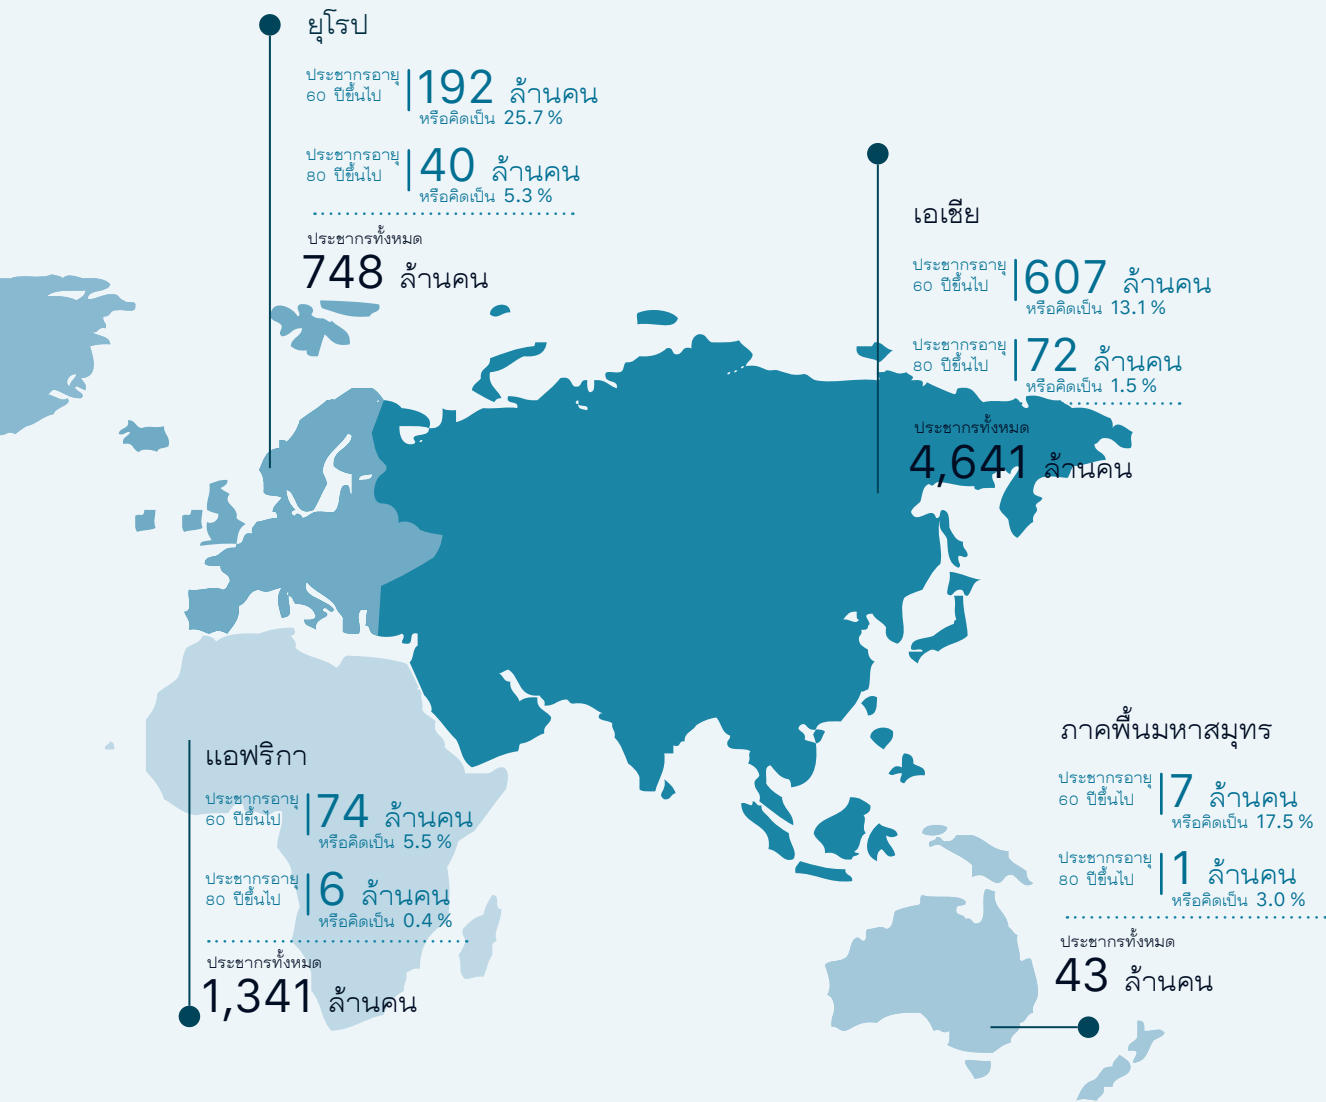 ยุโรป
ประชากรอายุ
60 ปีขึ้นไป
192 ล้านคน
หรือคิดเป็น 25.7 %
ประชากรอายุ
80 ปีขึ้นไป
40 ล้านคน
หรือคิดเป็น 5.3 %
ประชากรทั้งหมด
748 ล้านคน
เอเชีย
ประชากรอายุ
60 ปีขึ้นไป
607 ล้านคน
หรือคิดเป็น 13.1 %
ประชากรอายุ
80 ปีขึ้นไป
72 ล้านคน
หรือคิดเป็น 1.5 %
ประชากรทั้งหมด
4,641 ล้านคน
แอฟริกา
ประชากรอายุ
60 ปีขึ้นไป
74 ล้านคน
หรือคิดเป็น 5.5 %
ประชากรอายุ
80 ปีขึ้นไป
6 ล้านคน
หรือคิดเป็น 0.4 %
ประชากรทั้งหมด
1,341 ล้านคน
ภาคพื้นมหาสมุทร
ประชากรอายุ
60 ปีขึ้นไป
7 ล้านคน
หรือคิดเป็น 17.5 %
ประชากรอายุ
80 ปีขึ้นไป
1 ล้านคน
หรือคิดเป็น 3.0 %
ประชากรทั้งหมด
43 ล้านคน